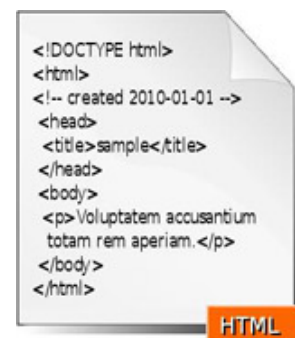 <!DOCTYPE html>
<html>
<!-- created 2010-01-01 -->
<head>
<title>sample</title>
</head>
<body>
<p>Voluptatem accusantium
totam rem aperiam.</p>
</body>
</html>
HTML